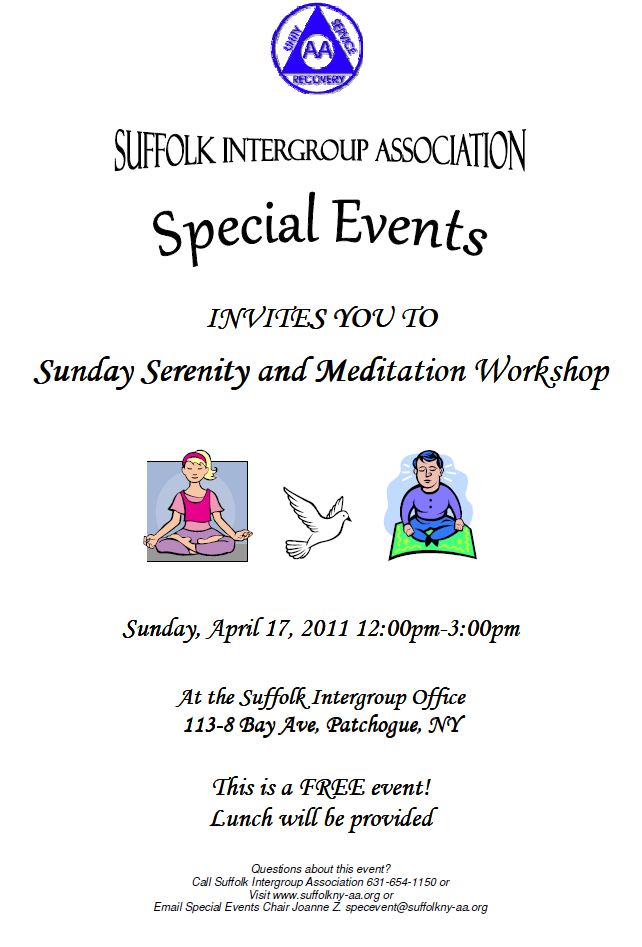 UNITY
SERVICE
AA
RECOVERY
SUFFOLK INTERGROUP ASSOCIATION
Special Events
INVITES YOU TO
Sunday Serenity and Meditation Workshop
Sunday, April 17, 2011 12:00pm-3:00pm
At the Suffolk Intergroup Office
113-8 Bay Ave, Patchogue, NY
This is a FREE event!
Lunch will be provided
Questions about this event?
Call Suffolk Intergroup Association 631-654-1150 or
Visit www.suffolkny-aa.org or
Email Special Events Chair Joanne Z. specevent@suffolkny-aa.org